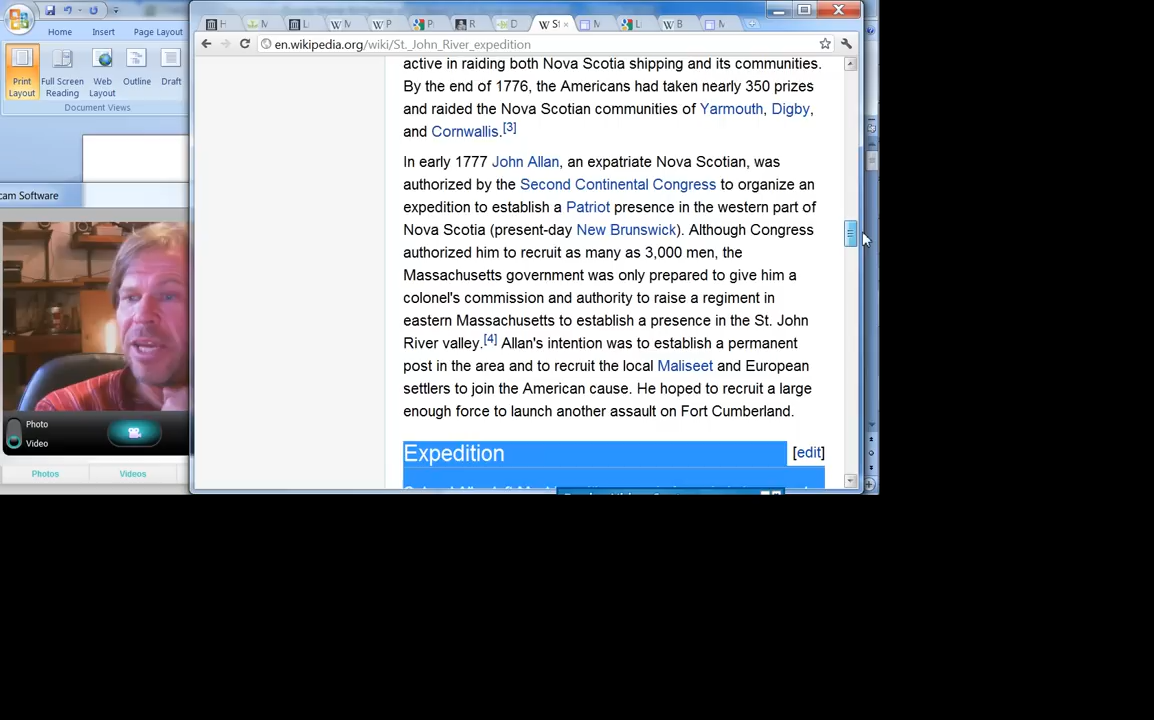 Home Insert Page Layout
Print Layout
Full Screen Reading
Web Layout
Outline
Draft
Document Views
cam Software
Photo
Video
Photos Videos
en.wikipedia.org/wiki/St._John_River_expedition
active in raiding both Nova Scotia shipping and its communities.
By the end of 1776, the Americans had taken nearly 350 prizes
and raided the Nova Scotian communities of Yarmouth, Digby,
and Cornwallis.[3]
In early 1777 John Allan, an expatriate Nova Scotian, was
authorized by the Second Continental Congress to organize an
expedition to establish a Patriot presence in the western part of
Nova Scotia (present-day New Brunswick). Although Congress
authorized him to recruit as many as 3,000 men, the
Massachusetts government was only prepared to give him a
colonel's commission and authority to raise a regiment in
eastern Massachusetts to establish a presence in the St. John
River valley.[4] Allan's intention was to establish a permanent
post in the area and to recruit the local Maliseet and European
settlers to join the American cause. He hoped to recruit a large
enough force to launch another assault on Fort Cumberland.
Expedition [edit]